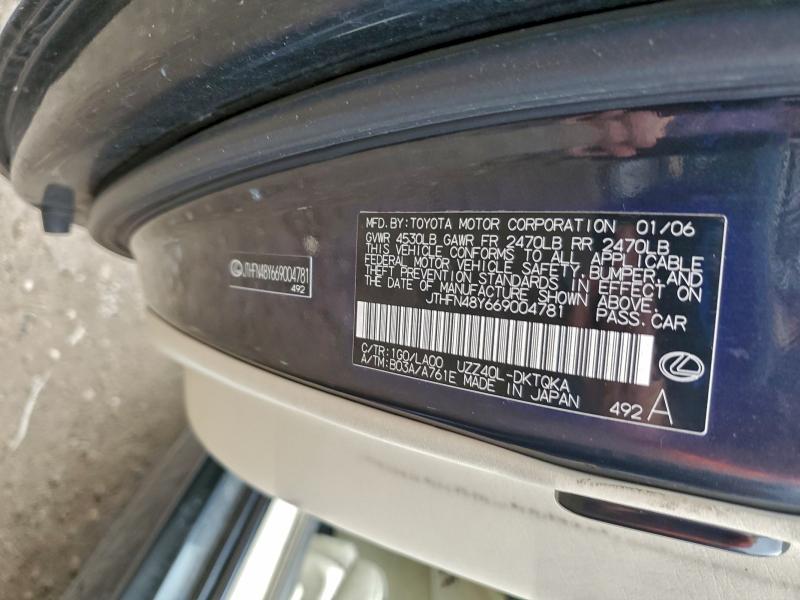 JTHFN48Y669004781
492
MFD.BY:TOYOTA MOTOR CORPORATION 01/06
GVWR 4530LB GAWR FR 2470LB RR 2470LB
THIS VEHICLE CONFORMS TO ALL APPLICABLE
FEDERAL MOTOR VEHICLE SAFETY,BUMPER,AND
THEFT PREVENTION STANDARDS IN EFFECT ON
THE DATE OF MANUFACTURE SHOWN ABOVE.
JTHFN48Y669004781 PASS.CAR
C/TR:1G0/LA00 UZZ40L-DKTQKA
A/TM:B03A/A761E MADE IN JAPAN
492 A